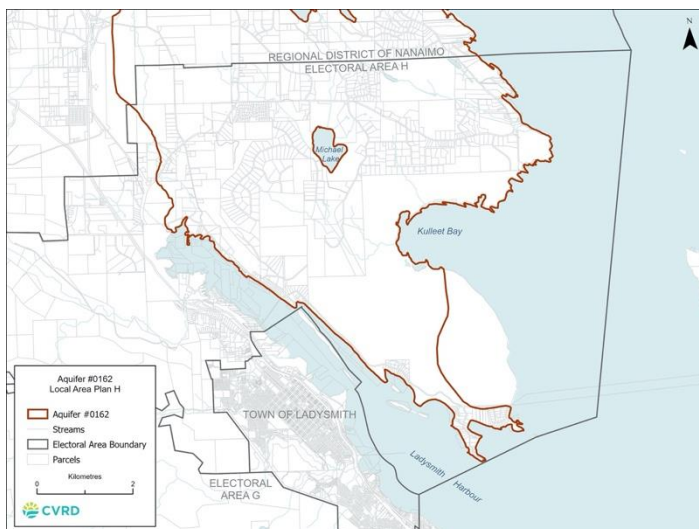 N
REGIONAL DISTRICT OF NANAIMO
ELECTORAL AREA H
Michael
Lake
Kulleet Bay
TOWN OF LADYSMITH
ELECTORAL
AREA G
Ladysmith Harbour
Aquifer #0162
Local Area Plan H
Aquifer #0162
Streams
Electoral Area Boundary
Parcels
Kilometres
0 2
CVRD